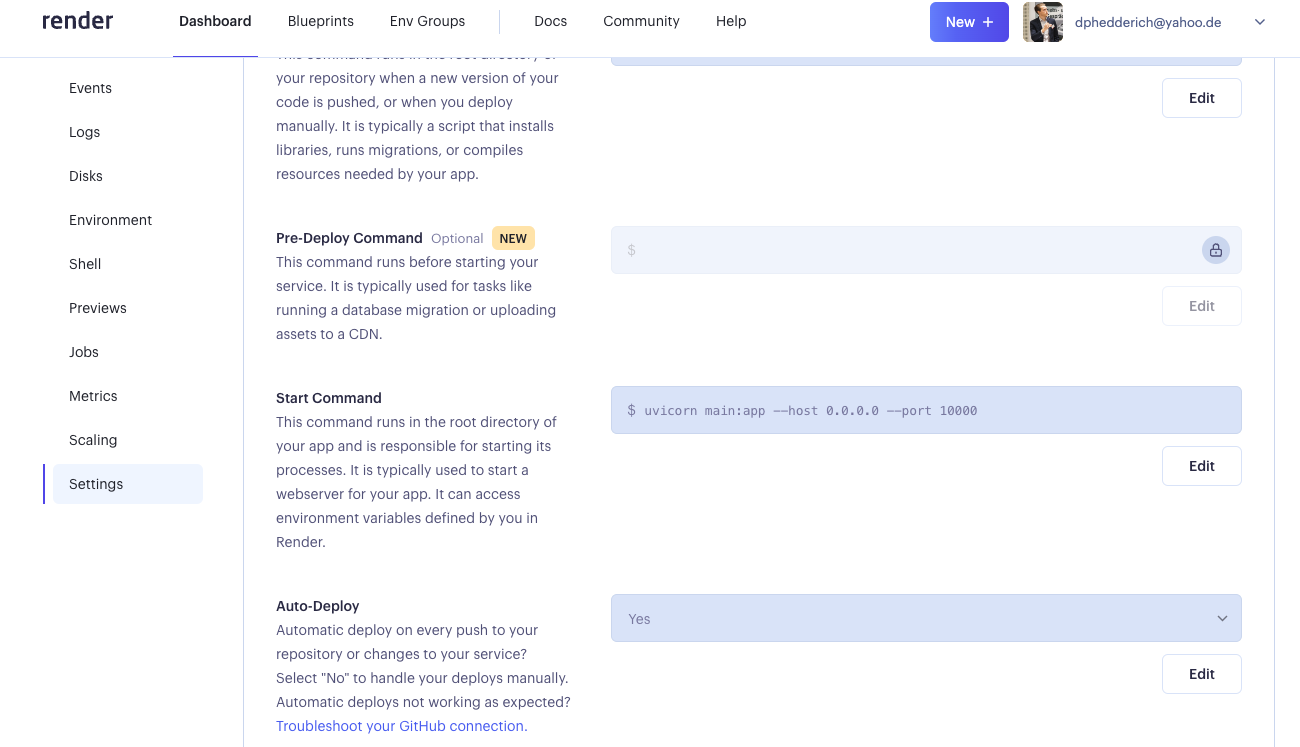 render
Dashboard
Blueprints
Env Groups
Docs
Community
Help
New +
dphedderich@yahoo.de
Events
Logs
Disks
Environment
Shell
Previews
Jobs
Metrics
Scaling
Settings
This command runs in the root directory of
your repository when a new version of your
code is pushed, or when you deploy
manually. It is typically a script that installs
libraries, runs migrations, or compiles
resources needed by your app.
Edit
Pre-Deploy Command Optional NEW
This command runs before starting your
service. It is typically used for tasks like
running a database migration or uploading
assets to a CDN.
$
Edit
Start Command
This command runs in the root directory of
your app and is responsible for starting its
processes. It is typically used to start a
webserver for your app. It can access
environment variables defined by you in
Render.
$ uvicorn main:app --host 0.0.0.0 --port 10000
Edit
Auto-Deploy
Automatic deploy on every push to your
repository or changes to your service?
Select "No" to handle your deploys manually.
Automatic deploys not working as expected?
Troubleshoot your GitHub connection.
Yes
Edit